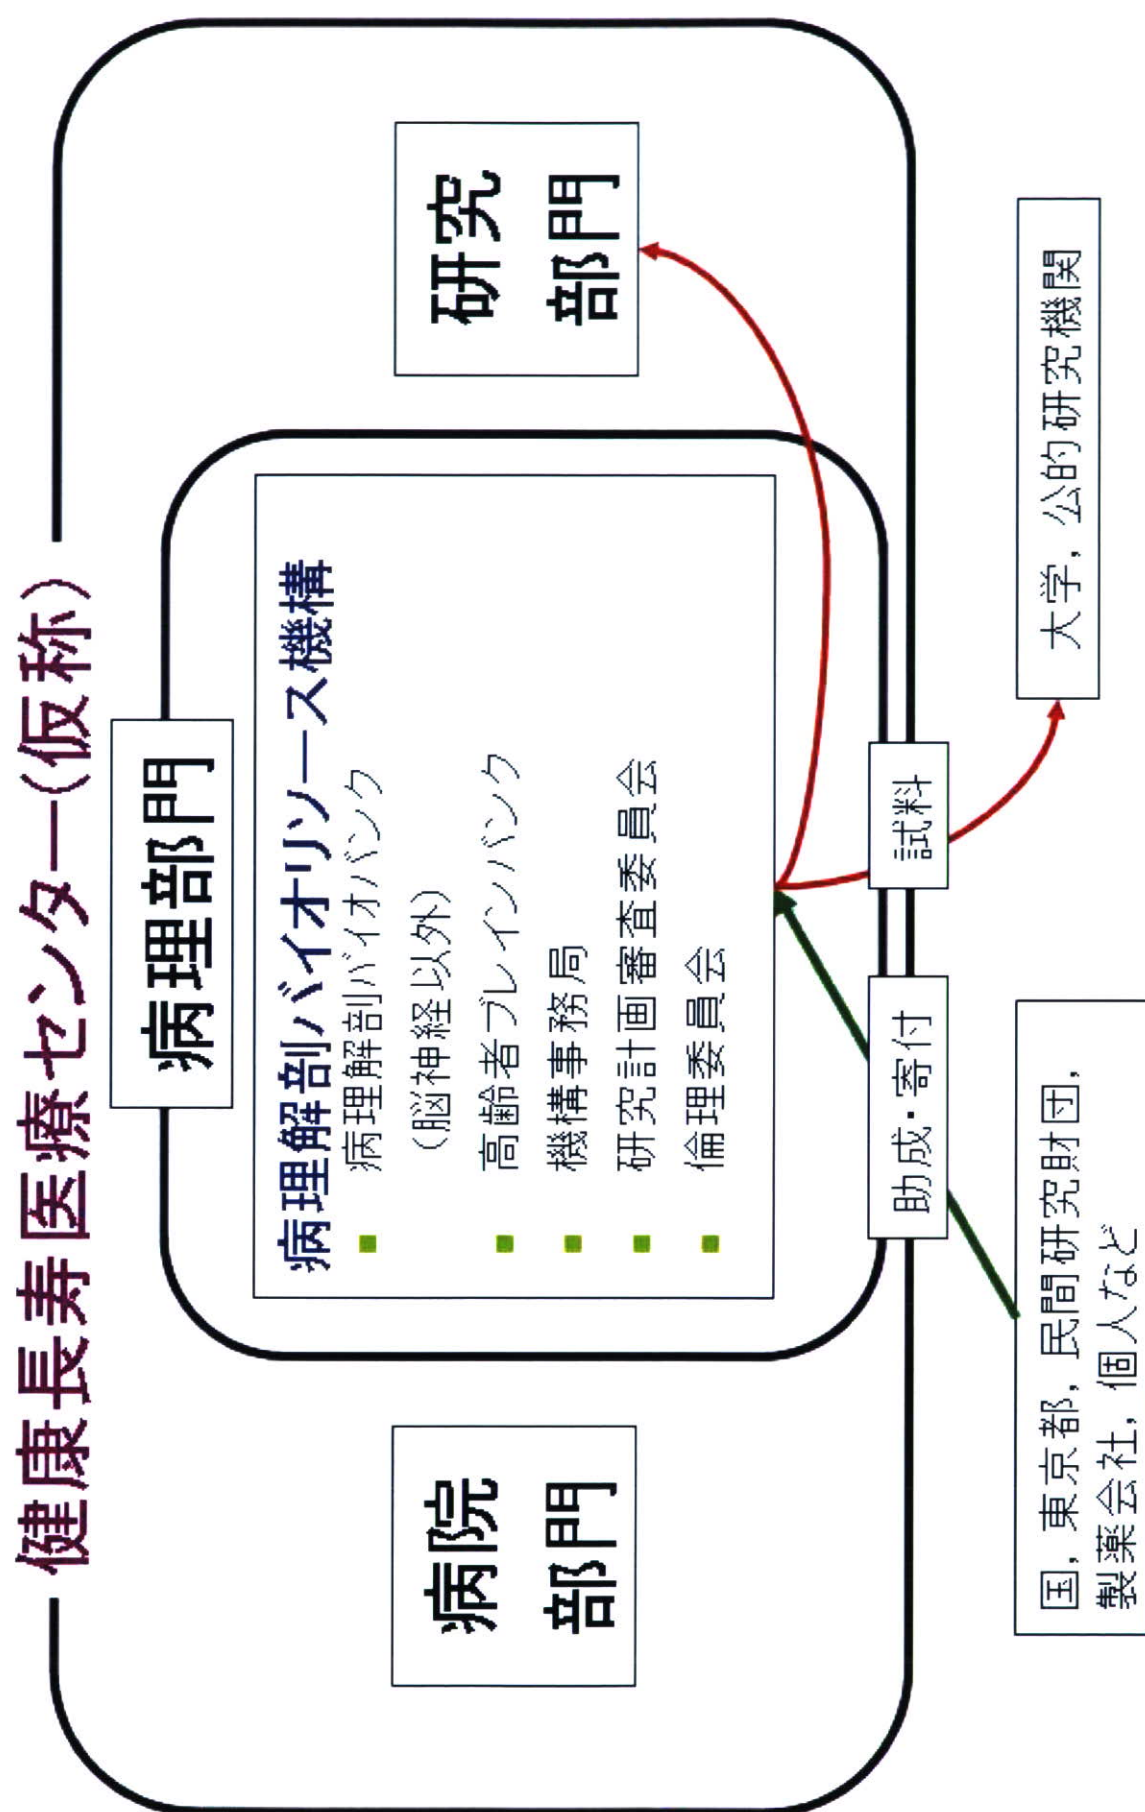 健康長寿医療センター(仮称)
病理部門
病院
部門
病理解剖バイオリソース機構
病理解剖バイオバンク
(脳神経以外)
高齢者ブレインバンク
機構事務局
研究計画審査委員会
倫理委員会
研究
部門
助成・寄付
試料
国，東京都，民間研究財団，
製薬会社，個人など
大学，公的研究機関